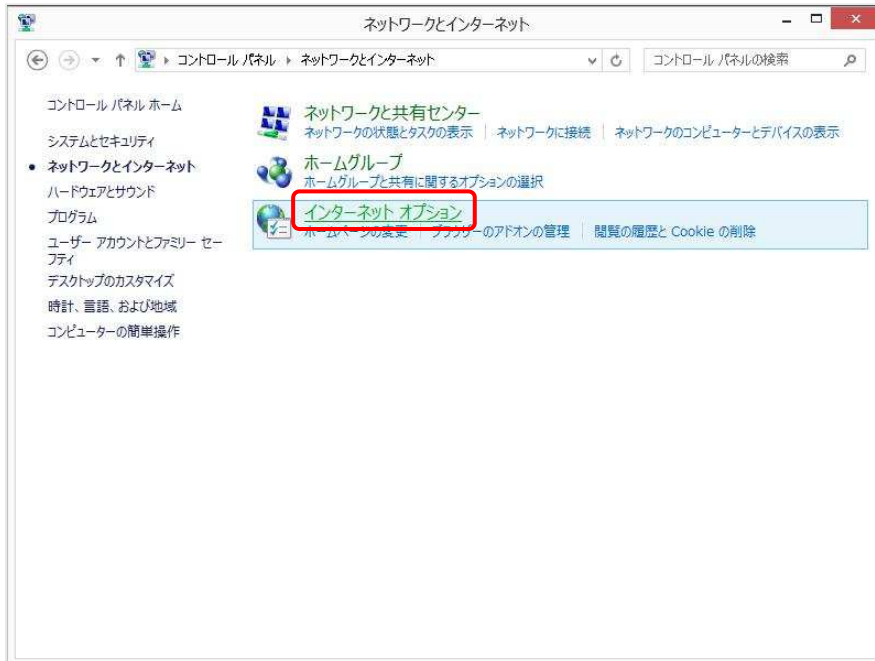 ネットワークとインターネット
コントロール パネル ネットワークとインターネット
コントロール パネルの検索
コントロール パネル ホーム
システムとセキュリティ
ネットワークとインターネット
ハードウェアとサウンド
プログラム
ユーザー アカウントとファミリー セー
フティ
デスクトップのカスタマイズ
時計、言語、および地域
コンピューターの簡単操作
ネットワークと共有センター
ネットワークの状態とタスクの表示 ネットワークに接続 ネットワークのコンピューターとデバイスの表示
ホームグループ
ホームグループと共有に関するオプションの選択
インターネット オプション
ホームページの変更 ブラウザーのアドオンの管理 閲覧の履歴と Cookie の削除